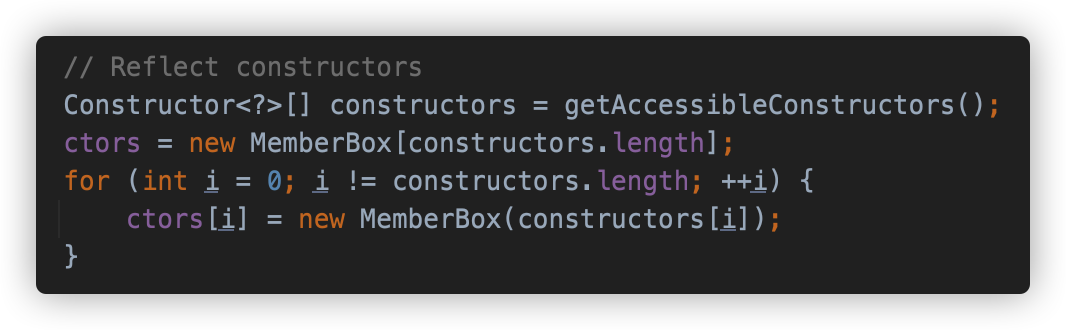 // Reflect constructors
Constructor<?>[] constructors = getAccessibleConstructors();
ctors = new MemberBox[constructors.length];
for (int i = 0; i != constructors.length; ++i) {
    ctors[i] = new MemberBox(constructors[i]);
}